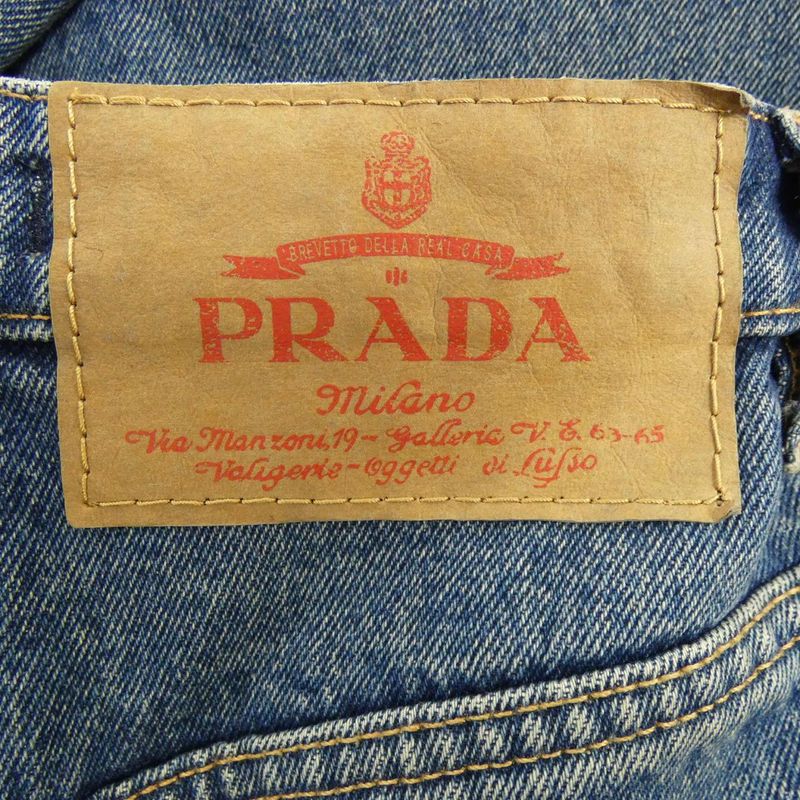 BREVETTO DELLA REAL CASA
PRADA
Milano
Via Manzoni, 19 - Galleria V. E. 63-65
Valigerie - Oggetti di Lusso